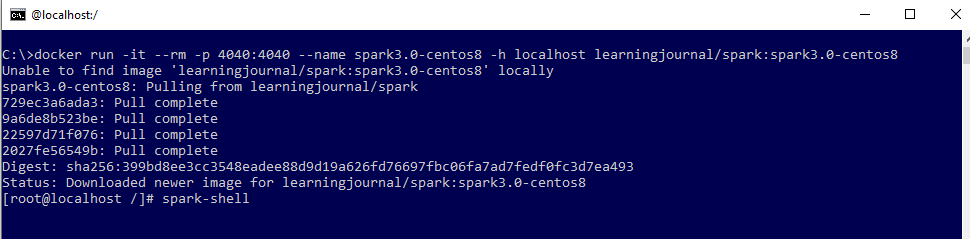 @localhost:/
C:\>docker run -it --rm -p 4040:4040 --name spark3.0-centos8 -h localhost learningjournal/spark:spark3.0-centos8
Unable to find image 'learningjournal/spark:spark3.0-centos8' locally
spark3.0-centos8: Pulling from learningjournal/spark
729ec3a6ada3: Pull complete
9a6de8b523be: Pull complete
22597d71f076: Pull complete
2027fe56549b: Pull complete
Digest: sha256:399bd8ee3cc3548eadee88d9d19a626fd76697fbc06fa7ad7fedf0fc3d7ea493
Status: Downloaded newer image for learningjournal/spark:spark3.0-centos8
[root@localhost /]# spark-shell